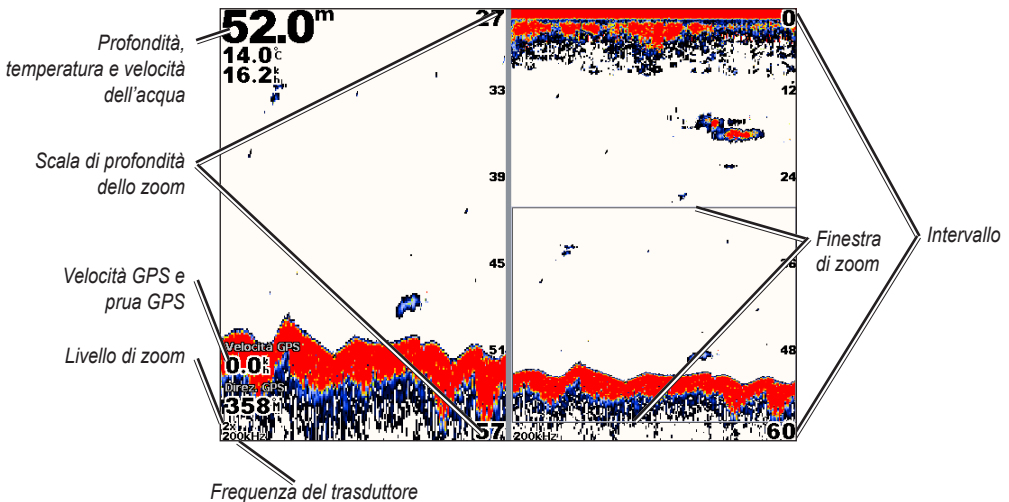 Profondità,
temperatura e velocità
dell'acqua
Scala di profondità
dello zoom
Velocità GPS e
prua GPS
Livello di zoom
Frequenza del trasduttore
52.0m
14.0°C
16.2kh
27
33
39
45
51
57
Velocità GPS
0.0kh
Direz. GPS
358°M
2x
200kHz
0
12
24
36
48
60
200kHz
Finestra
di zoom
Intervallo